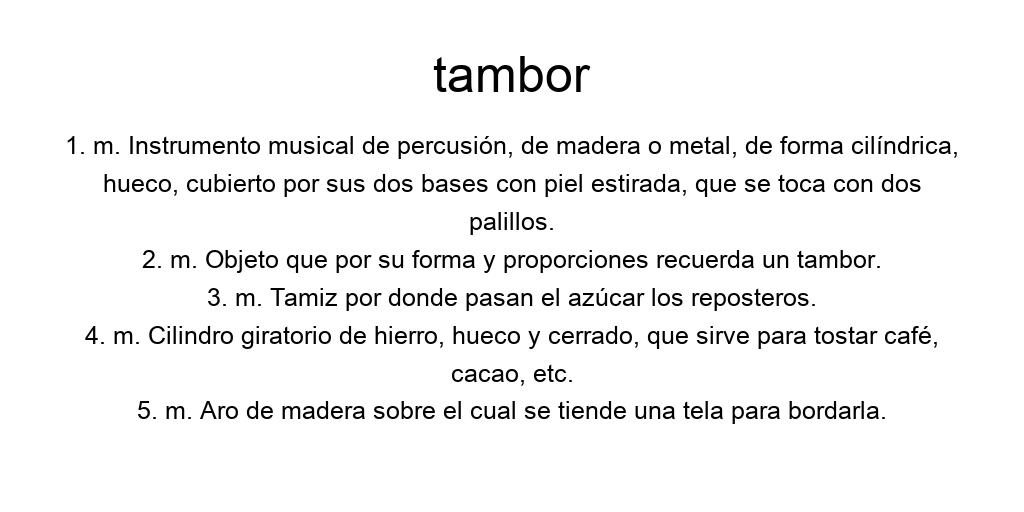 tambor
1. m. Instrumento musical de percusión, de madera o metal, de forma cilíndrica,
hueco, cubierto por sus dos bases con piel estirada, que se toca con dos
palillos.
2. m. Objeto que por su forma y proporciones recuerda un tambor.
3. m. Tamiz por donde pasan el azúcar los reposteros.
4. m. Cilindro giratorio de hierro, hueco y cerrado, que sirve para tostar café,
cacao, etc.
5. m. Aro de madera sobre el cual se tiende una tela para bordarla.